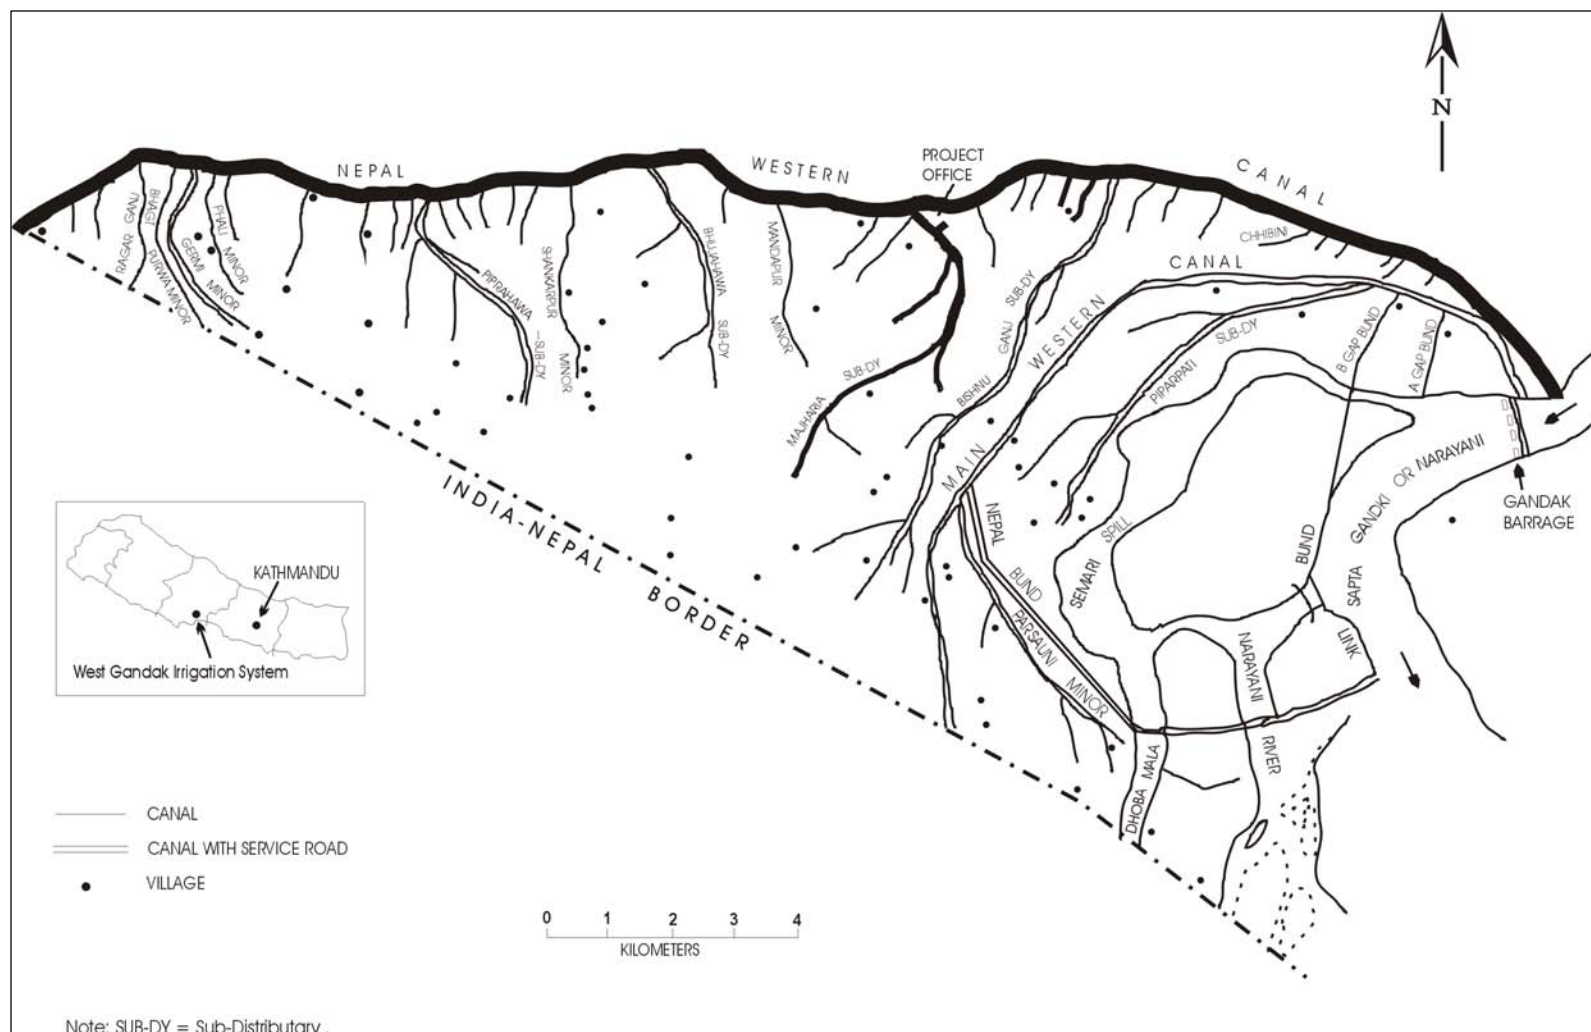 N
NEPAL
WESTERN
CANAL
PROJECT
OFFICE
RAGAR GANJ
BHAGIT
PURWA MINOR
GERMI MINOR
PHALI MINOR
PIPRAHAWA
—SUB-DY
SHANKARPUR
MINOR
BHUJAHAWA
SUB-DY
MANDAPUR
MINOR
MAJHARIA
SUB-DY
BISHNU
GANJ
SUB-DY
CHHIBINI
MAIN
WESTERN
CANAL
PIPARPATI
SUB-DY
B GAP BUND
A GAP BUND
SAPTA
GANDKI OR NARAYANI
GANDAK
BARRAGE
NEPAL
BUND
PARSAUNI
MINOR
SEMARI
SPILL
BUND
LINK
NARAYANI
RIVER
DHOBA
MALA
INDIA-NEPAL
BORDER
KATHMANDU
West Gandak Irrigation System
CANAL
CANAL WITH SERVICE ROAD
VILLAGE
0 1 2 3 4
KILOMETERS
Note: SUB-DY = Sub-Distributary .